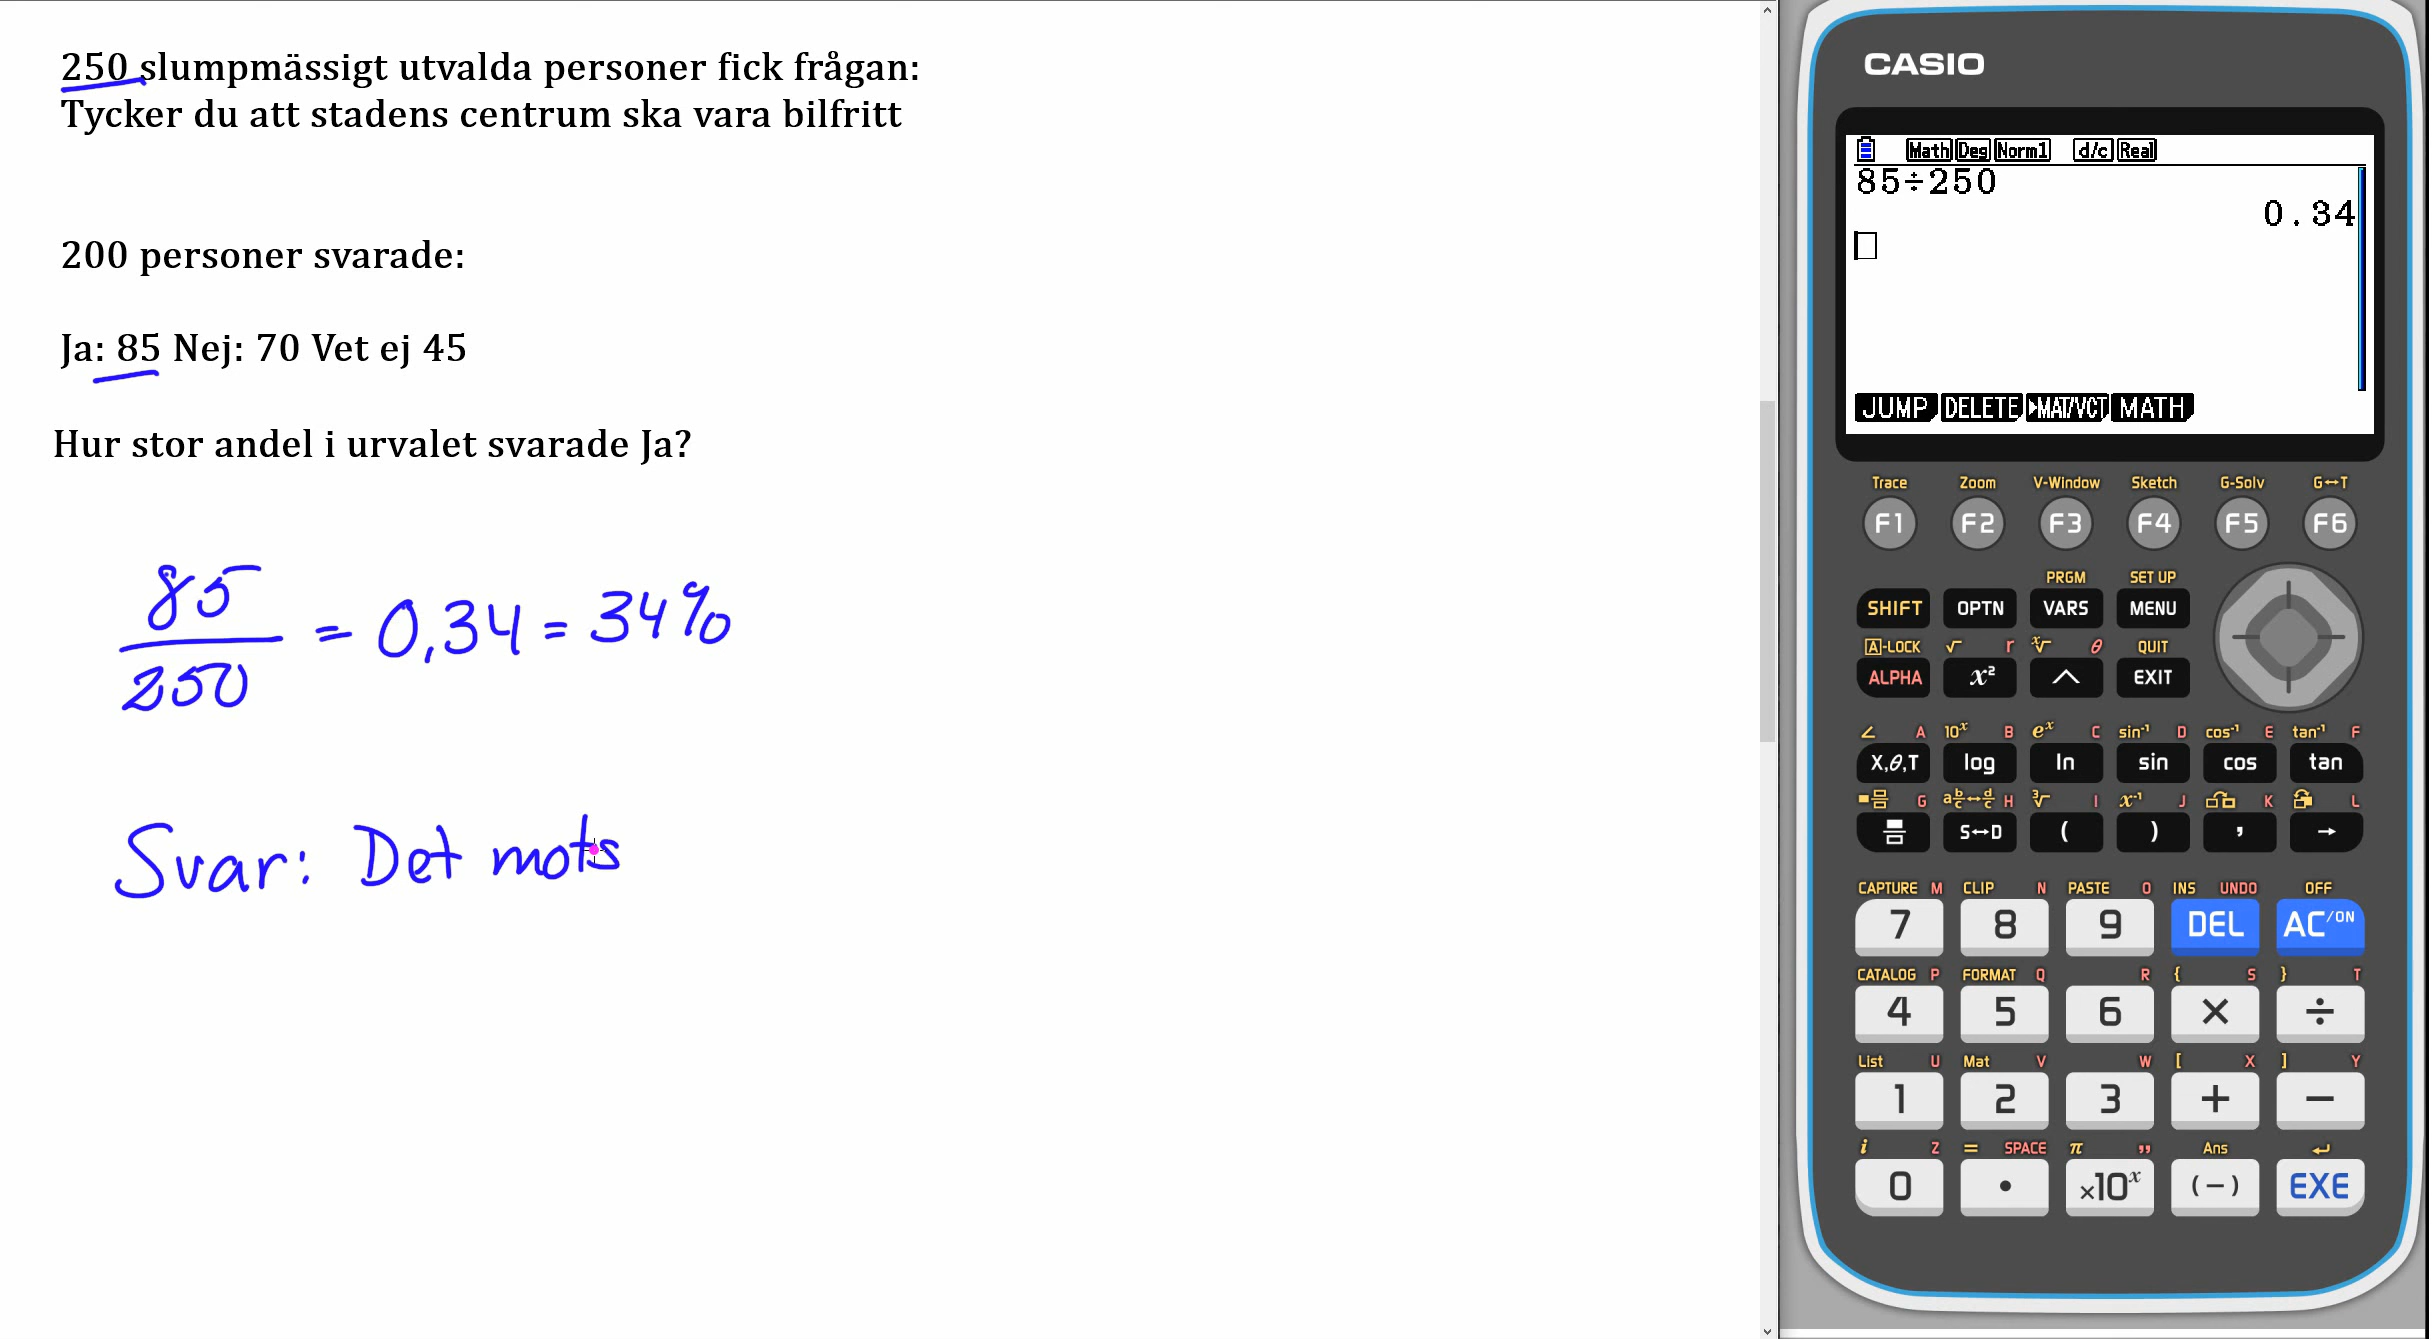 250 slumpmässigt utvalda personer fick frågan:
Tycker du att stadens centrum ska vara bilfritt
200 personer svarade:
Ja: 85 Nej: 70 Vet ej 45
Hur stor andel i urvalet svarade Ja?
85
250
= 0,34 = 34%
Svar: Det mots
CASIO
Math Deg Norm1 d/c Real
85÷250
0.34
JUMP DELETE ▶MAT/VCT MATH
Trace Zoom V-Window Sketch G-Solv G↔T
F1 F2 F3 F4 F5 F6
PRGM SET UP
SHIFT OPTN VARS MENU
A-LOCK √ r ˣ√ θ QUIT
ALPHA x² ^ EXIT
∠ A 10ˣ B eˣ C sin⁻¹ D cos⁻¹ E tan⁻¹ F
X,θ,T log ln sin cos tan
G a b/c↔d/c H ³√ I x⁻¹ J K L
S↔D ( ) , →
CAPTURE M CLIP N PASTE O INS UNDO OFF
7 8 9 DEL AC/ON
CATALOG P FORMAT Q R { S } T
4 5 6 × ÷
List U Mat V W [ X ] Y
1 2 3 + −
i Z = SPACE π " Ans ↵
0 . ×10ˣ (−) EXE